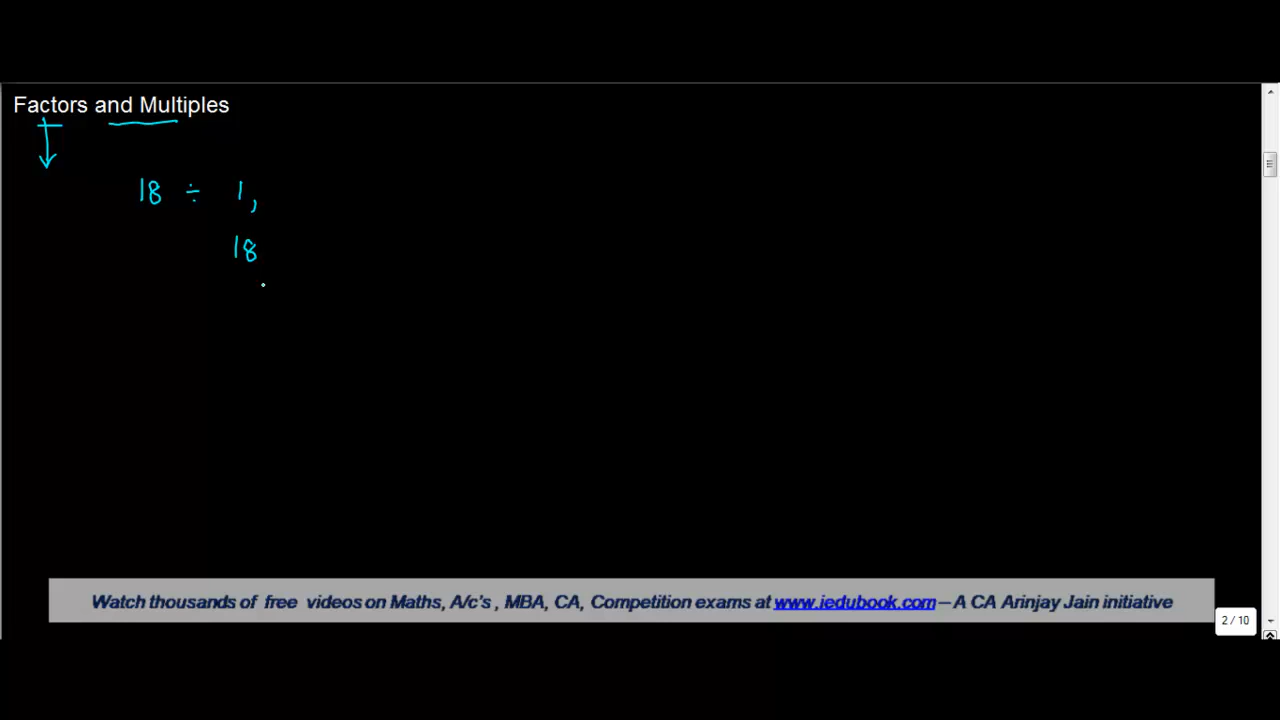 Factors and Multiples
18 ÷ 1,
18
Watch thousands of free videos on Maths, A/c's , MBA, CA, Competition exams at www.iedubook.com – A CA Arinjay Jain initiative
2 / 10